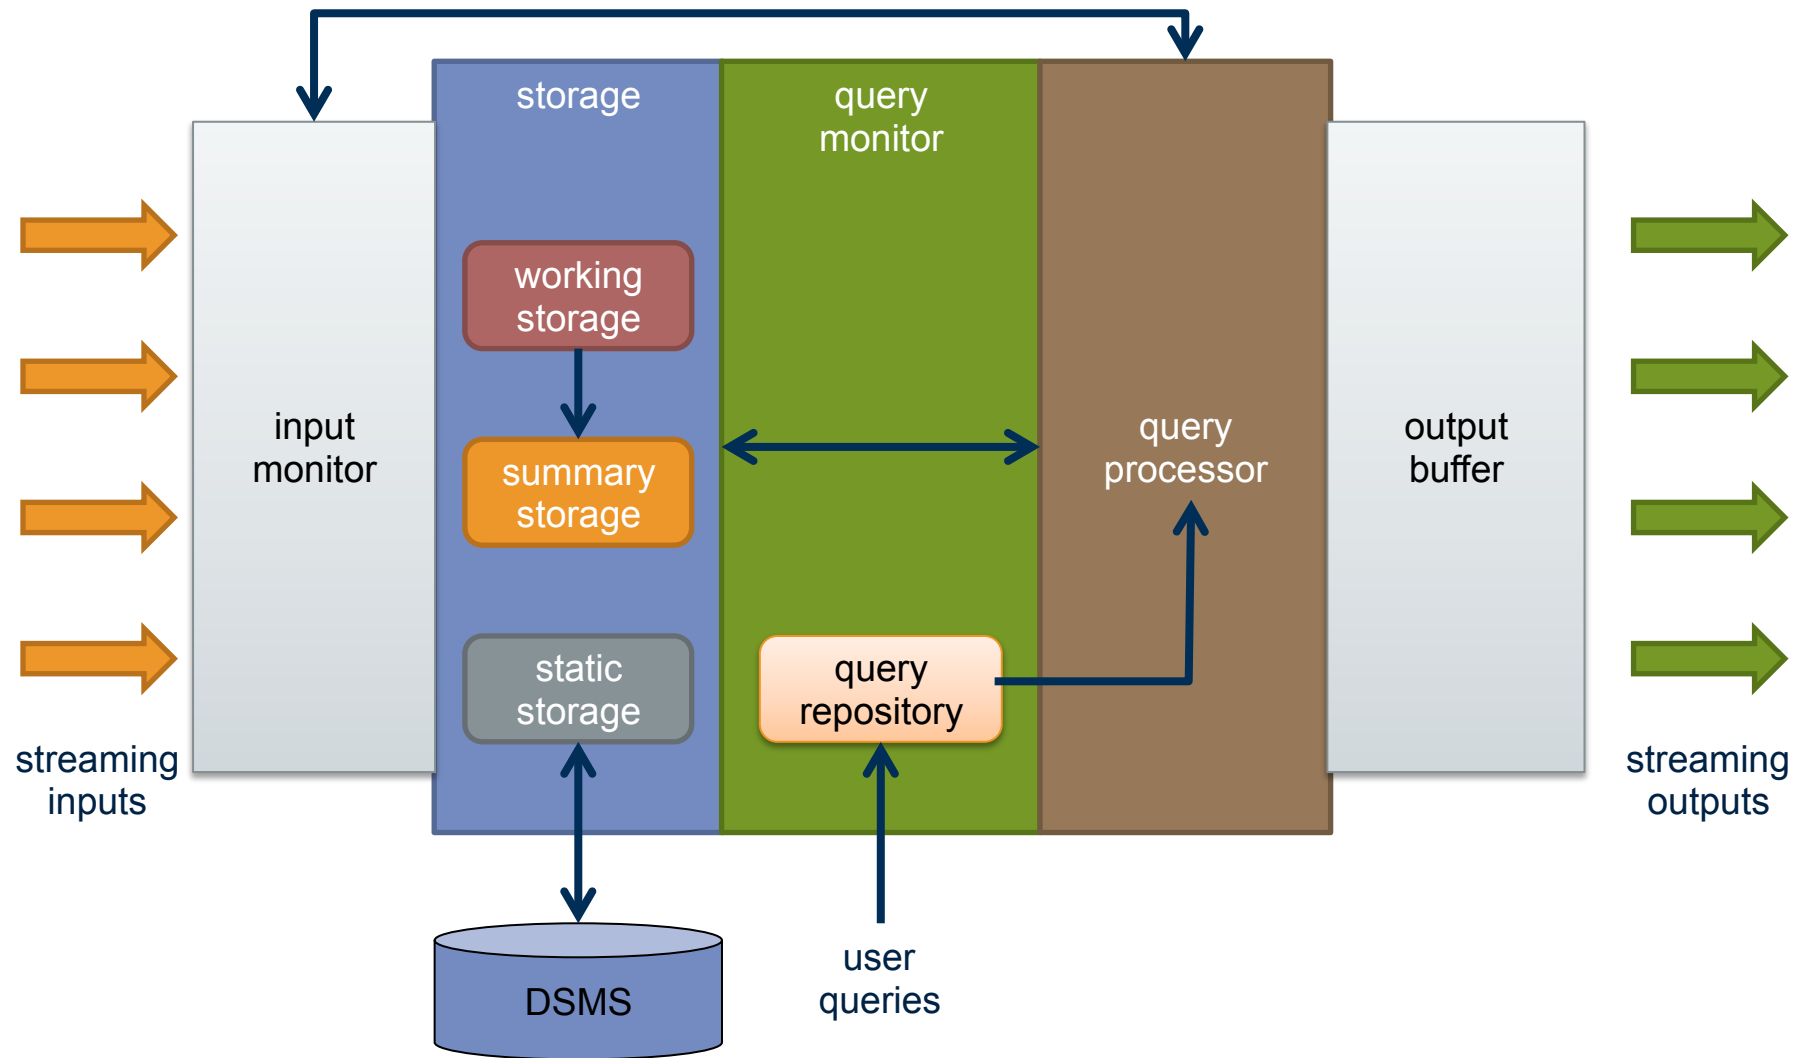 storage
query
monitor
working
storage
input
monitor
summary
storage
query
processor
output
buffer
static
storage
query
repository
streaming
inputs
streaming
outputs
DSMS
user
queries